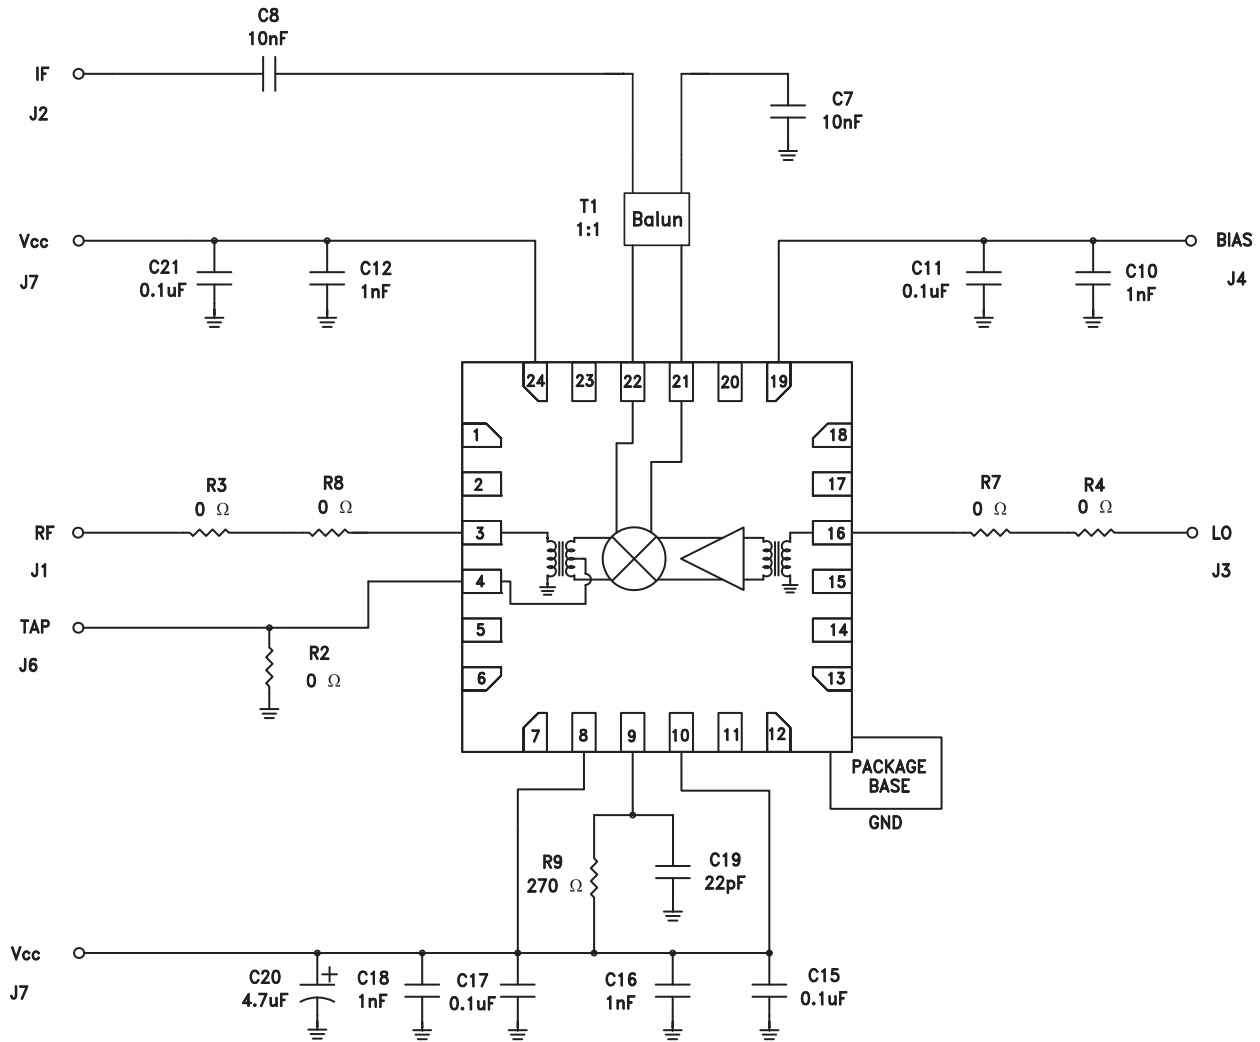 C8
10nF
IF
J2
C7
10nF
T1
1:1
Balun
Vcc
J7
C21
0.1uF
C12
1nF
C11
0.1uF
C10
1nF
BIAS
J4
24
23
22
21
20
19
1
2
3
4
5
6
18
17
16
15
14
13
R3
0 Ω
R8
0 Ω
RF
J1
R7
0 Ω
R4
0 Ω
LO
J3
TAP
J6
R2
0 Ω
7
8
9
10
11
12
PACKAGE
BASE
GND
R9
270 Ω
C19
22pF
Vcc
J7
C20
4.7uF
+
C18
1nF
C17
0.1uF
C16
1nF
C15
0.1uF